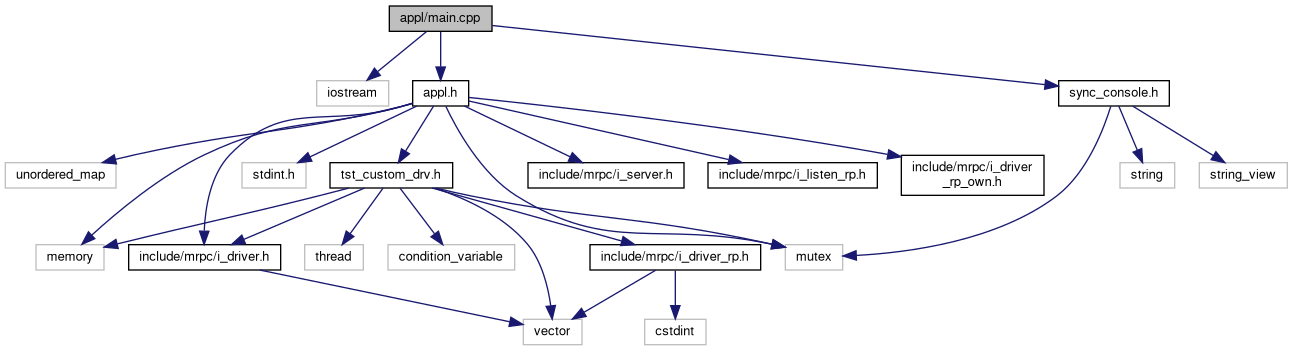 appl/main.cpp
iostream
appl.h
sync_console.h
unordered_map
stdint.h
tst_custom_drv.h
include/mrpc/i_server.h
include/mrpc/i_listen_rp.h
include/mrpc/i_driver
_rp_own.h
string
string_view
memory
include/mrpc/i_driver.h
thread
condition_variable
include/mrpc/i_driver_rp.h
mutex
vector
cstdint